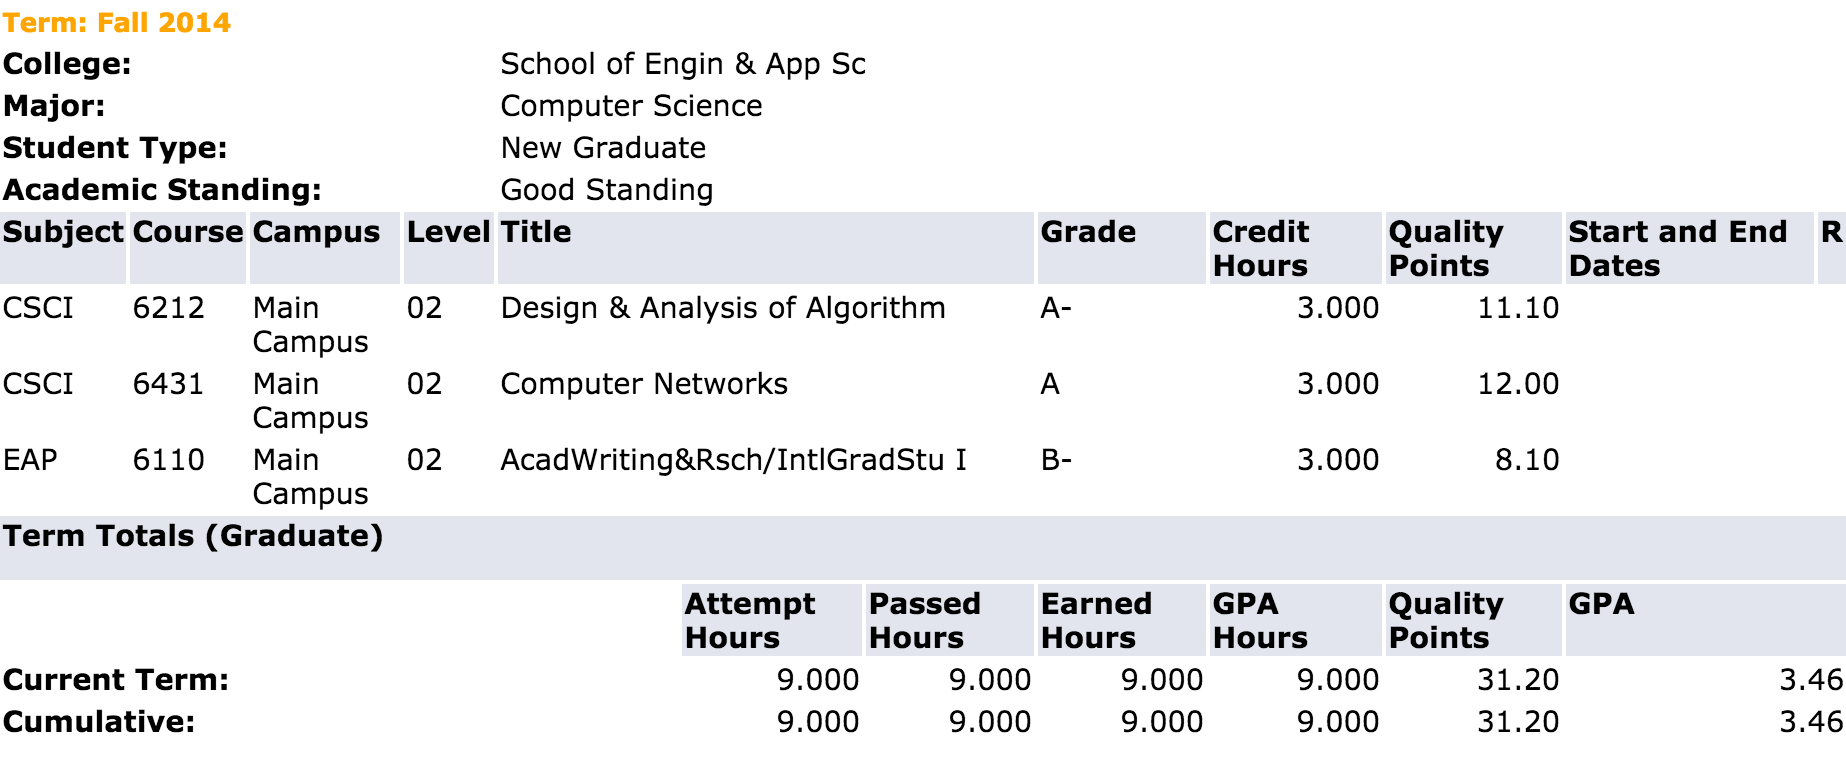 Term: Fall 2014
College: School of Engin & App Sc
Major: Computer Science
Student Type: New Graduate
Academic Standing: Good Standing
Subject Course Campus Level Title Grade Credit Hours Quality Points Start and End Dates R
CSCI 6212 Main Campus 02 Design & Analysis of Algorithm A- 3.000 11.10
CSCI 6431 Main Campus 02 Computer Networks A 3.000 12.00
EAP 6110 Main Campus 02 AcadWriting&Rsch/IntlGradStu I B- 3.000 8.10
Term Totals (Graduate)
Attempt Hours Passed Hours Earned Hours GPA Hours Quality Points GPA
Current Term: 9.000 9.000 9.000 9.000 31.20 3.46
Cumulative: 9.000 9.000 9.000 9.000 31.20 3.46